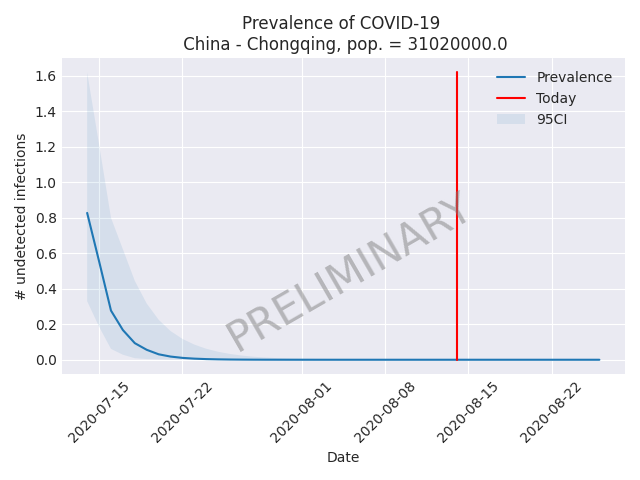 Prevalence of COVID-19
China - Chongqing, pop. = 31020000.0
# undetected infections
1.6
1.4
1.2
1.0
0.8
0.6
0.4
0.2
0.0
Prevalence
Today
95CI
PRELIMINARY
2020-07-15
2020-07-22
2020-08-01
2020-08-08
2020-08-15
2020-08-22
Date